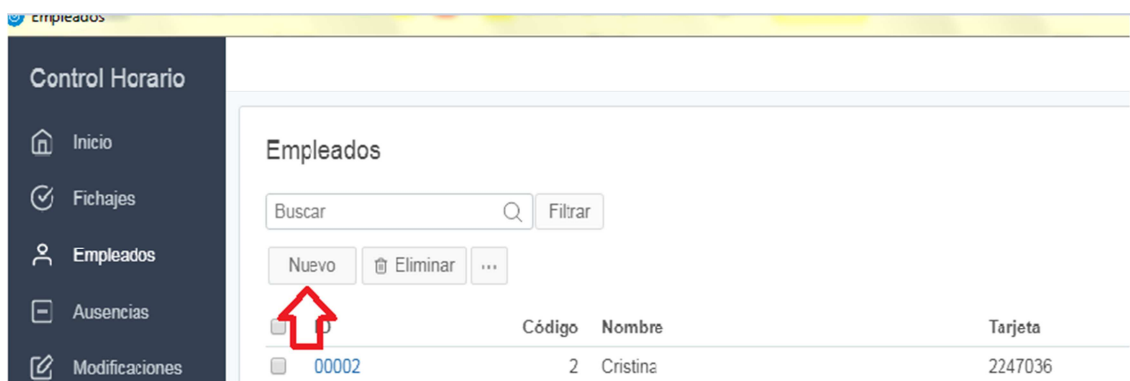 Empleados
Control Horario
Inicio
Fichajes
Empleados
Ausencias
Modificaciones
Empleados
Buscar
Filtrar
Nuevo Eliminar ...
ID Código Nombre Tarjeta
00002 2 Cristina 2247036